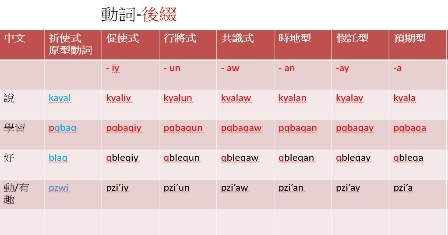 動詞-後綴
中文 祈使式原型動詞 促使式 行將式 共識式 時地型 假託型 預期型
- iy - un - aw - an -ay -a
說 kayal kyaliy kyalun kyalaw kyalan kyalay kyala
學習 pqbaq pqbaqiy pqbaqun pqbaqaw pqbaqan pqbaqay pqbaqa
好 blaq qbleqiy qblequn qbleqaw qbleqan qbleqay qbleqa
動/有趣 pzwi pzi'iy pzi'un pzi'aw pzi'an pzi'ay pzi'a